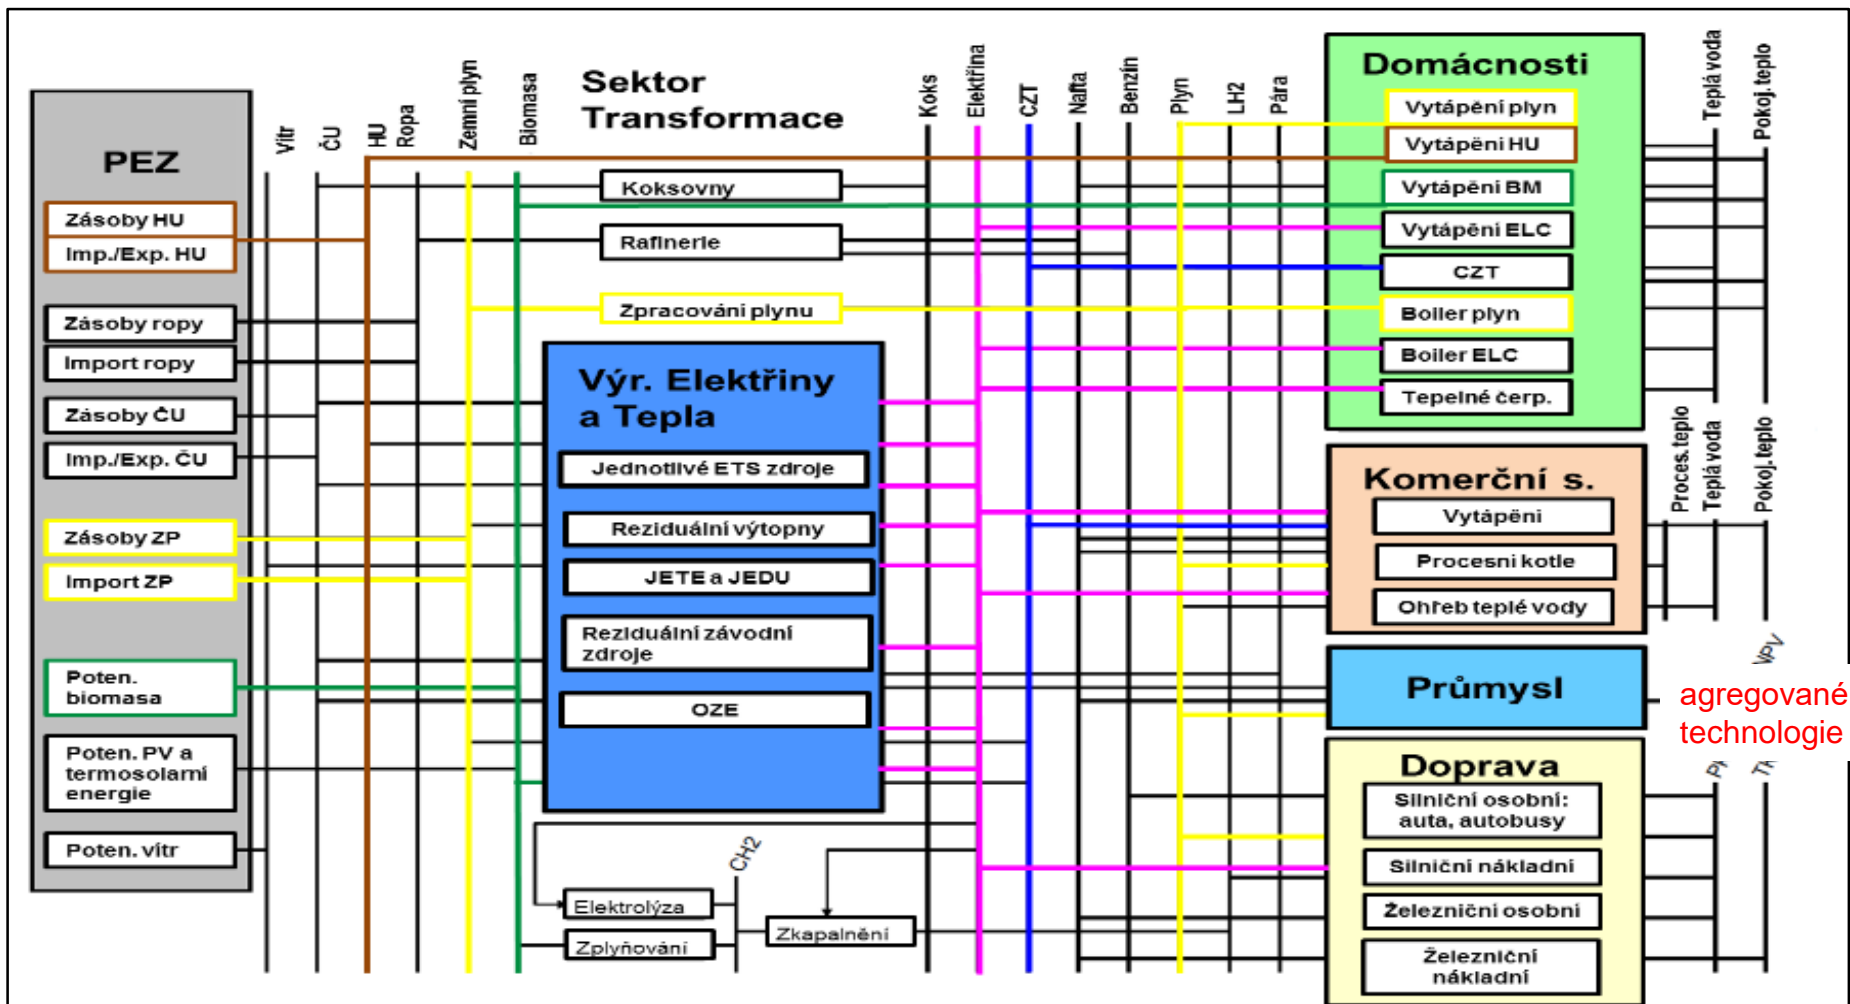 PEZ
Zásoby HU
Imp./Exp. HU
Zásoby ropy
Import ropy
Zásoby ČU
Imp./Exp. ČU
Zásoby ZP
Import ZP
Poten.
biomasa
Poten. PV a
termosolarní
energie
Poten. vítr
Vítr
ČU
HU
Ropa
Zemní plyn
Biomasa
Sektor
Transformace
Koksovny
Rafinerie
Zpracování plynu
Výr. Elektřiny
a Tepla
Jednotlivé ETS zdroje
Reziduální výtopny
JETE a JEDU
Reziduální závodní
zdroje
OZE
Elektrolýza
Zplyňování
CH2
Zkapalnění
Koks
Elektřina
CZT
Nafta
Benzín
Plyn
LH2
Pára
Domácnosti
Vytápění plyn
Vytápění HU
Vytápění BM
Vytápění ELC
CZT
Boiler plyn
Boiler ELC
Tepelné čerp.
Teplá voda
Pokoj.teplo
Komerční s.
Vytápění
Procesní kotle
Ohřeb teplé vody
Proces.teplo
Teplá voda
Pokoj.teplo
Průmysl
agregované
technologie
Doprava
Silniční osobní:
auta, autobusy
Silniční nákladní
Železniční osobní
Železniční
nákladní